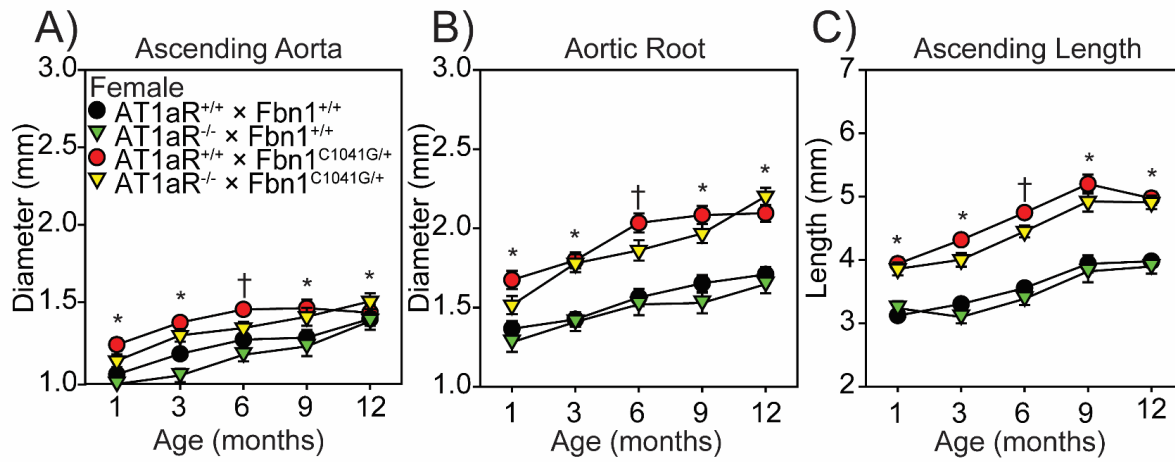 A)
Ascending Aorta
3.0
2.5
2.0
1.5
1.0
Diameter (mm)
Female
AT1aR+/+ × Fbn1+/+
AT1aR-/- × Fbn1+/+
AT1aR+/+ × Fbn1C1041G/+
AT1aR-/- × Fbn1C1041G/+
* * † * *
1 3 6 9 12
Age (months)
B)
Aortic Root
3.0
2.5
2.0
1.5
1.0
Diameter (mm)
* * † * *
1 3 6 9 12
Age (months)
C)
Ascending Length
7
6
5
4
3
2
Length (mm)
* * † * *
1 3 6 9 12
Age (months)